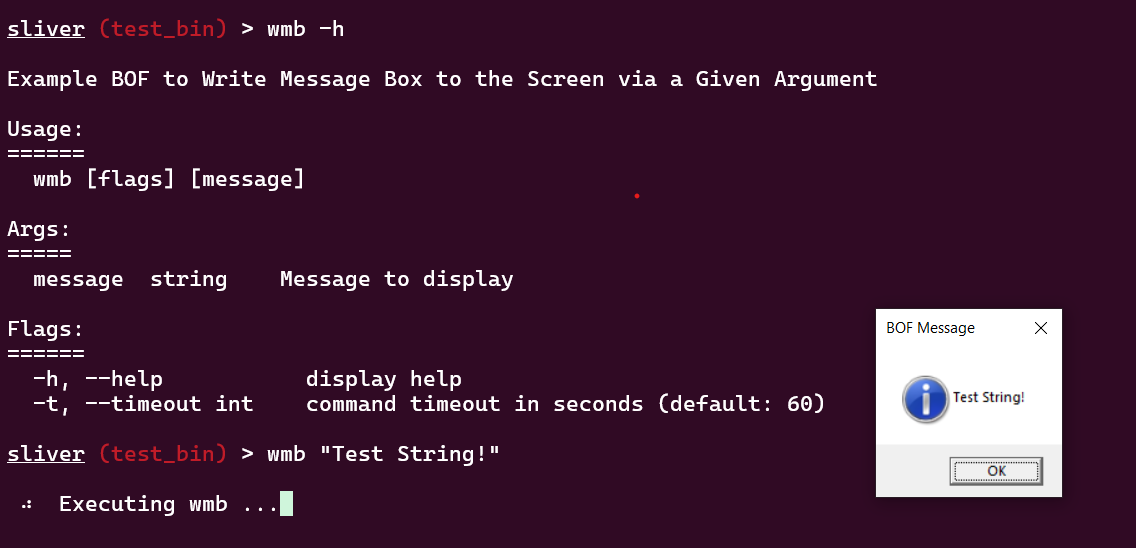 sliver (test_bin) > wmb -h
Example BOF to Write Message Box to the Screen via a Given Argument
Usage:
======
wmb [flags] [message]
Args:
=====
message string Message to display
Flags:
======
-h, --help display help
-t, --timeout int command timeout in seconds (default: 60)
sliver (test_bin) > wmb "Test String!"
Executing wmb ...
BOF Message
Test String!
OK